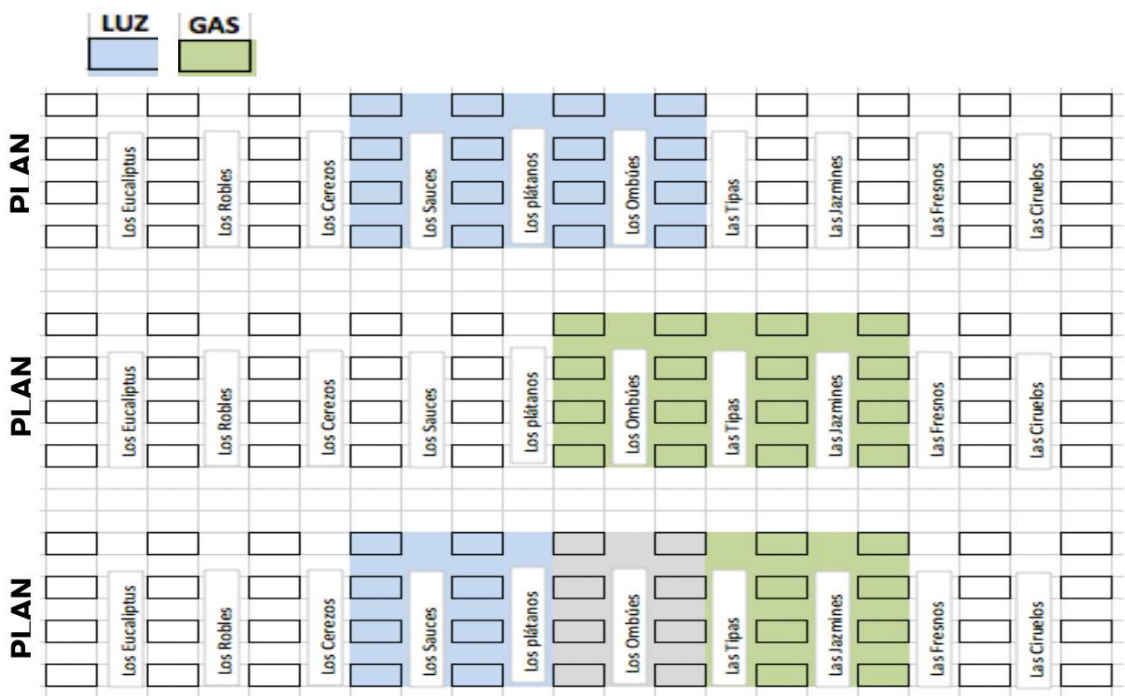 LUZ GAS
PLAN
Los Eucaliptus
Los Robles
Los Cerezos
Los Sauces
Los plátanos
Los Ombúes
Las Tipas
Las Jazmines
Las Fresnos
Las Ciruelos
PLAN
Los Eucaliptus
Los Robles
Los Cerezos
Los Sauces
Los plátanos
Los Ombúes
Las Tipas
Las Jazmines
Las Fresnos
Las Ciruelos
PLAN
Los Eucaliptus
Los Robles
Los Cerezos
Los Sauces
Los plátanos
Los Ombúes
Las Tipas
Las Jazmines
Las Fresnos
Las Ciruelos